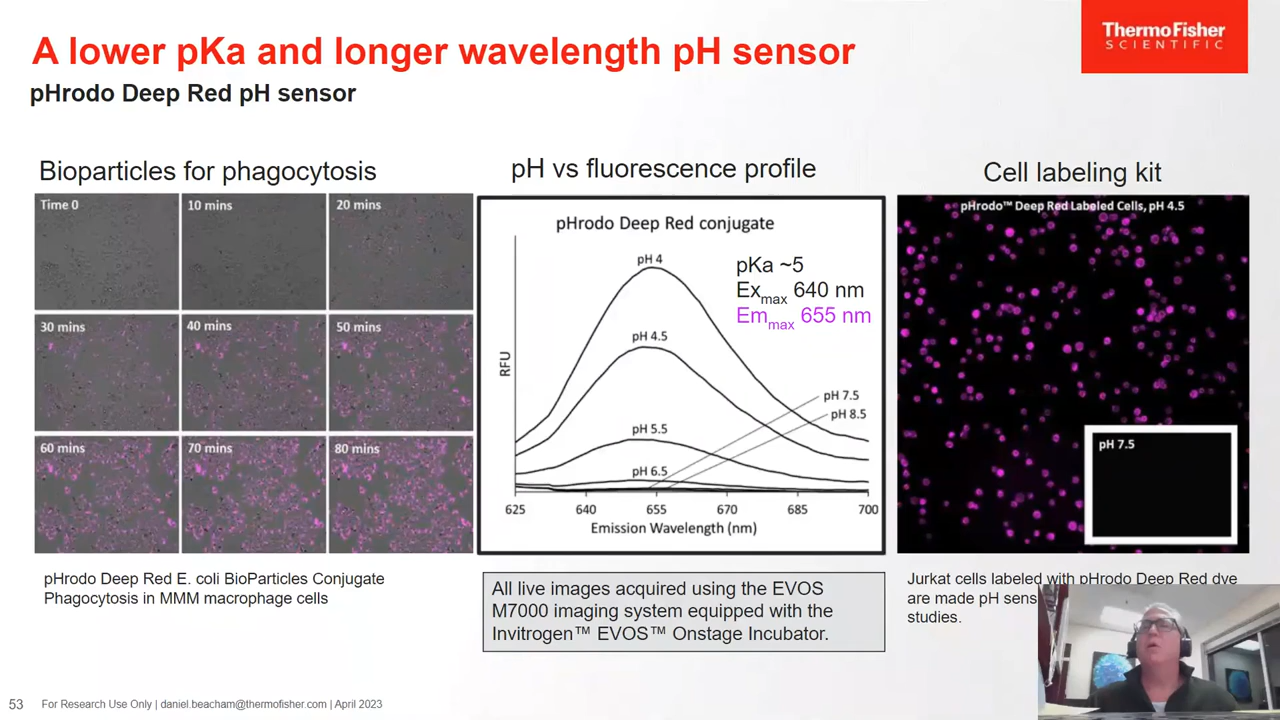 A lower pKa and longer wavelength pH sensor
ThermoFisher
SCIENTIFIC
pHrodo Deep Red pH sensor
Bioparticles for phagocytosis
Time 0
10 mins
20 mins
30 mins
40 mins
50 mins
60 mins
70 mins
80 mins
pHrodo Deep Red E. coli BioParticles Conjugate
Phagocytosis in MMM macrophage cells
pH vs fluorescence profile
pHrodo Deep Red conjugate
pH 4
pKa ~5
Exmax 640 nm
Emmax 655 nm
pH 4.5
pH 7.5
pH 8.5
pH 5.5
pH 6.5
RFU
625 640 655 670 685 700
Emission Wavelength (nm)
All live images acquired using the EVOS
M7000 imaging system equipped with the
Invitrogen™ EVOS™ Onstage Incubator.
Cell labeling kit
pHrodo™ Deep Red Labeled Cells, pH 4.5
pH 7.5
Jurkat cells labeled with pHrodo Deep Red dye
are made pH sens
studies.
53 For Research Use Only | daniel.beacham@thermofisher.com | April 2023